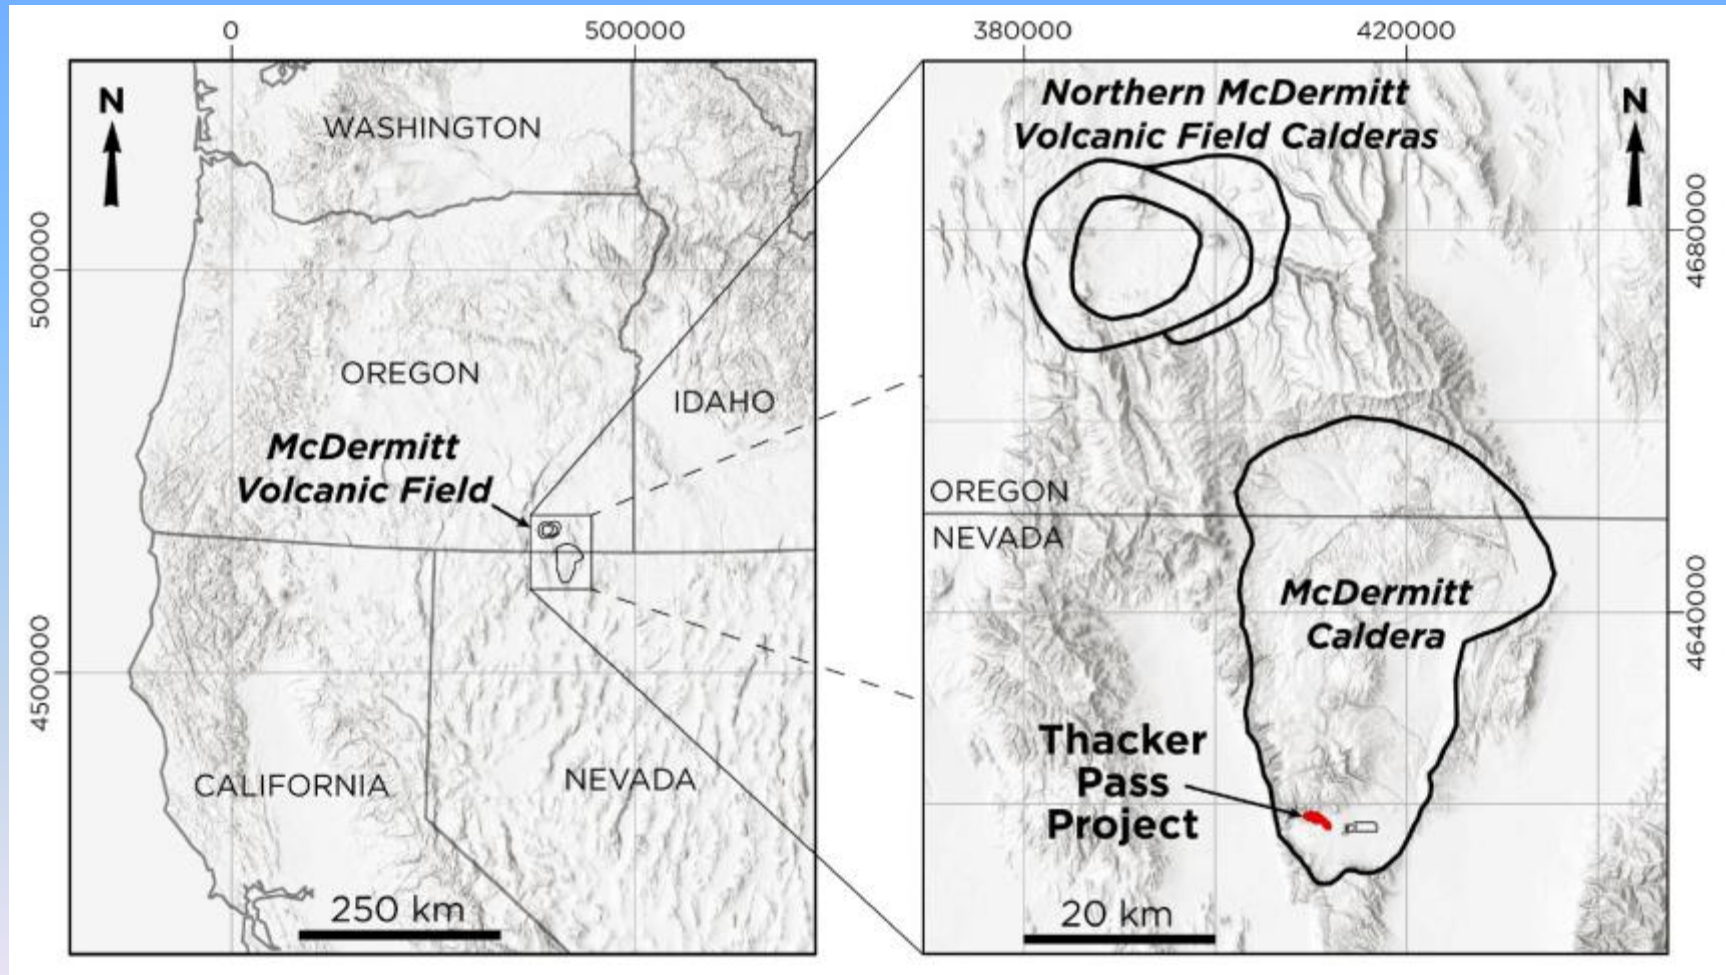 0
500000
N
WASHINGTON
5000000
OREGON
IDAHO
McDermitt
Volcanic Field
4500000
CALIFORNIA
NEVADA
250 km
380000
420000
Northern McDermitt
Volcanic Field Calderas
N
4680000
OREGON
NEVADA
McDermitt
Caldera
4640000
Thacker
Pass
Project
20 km